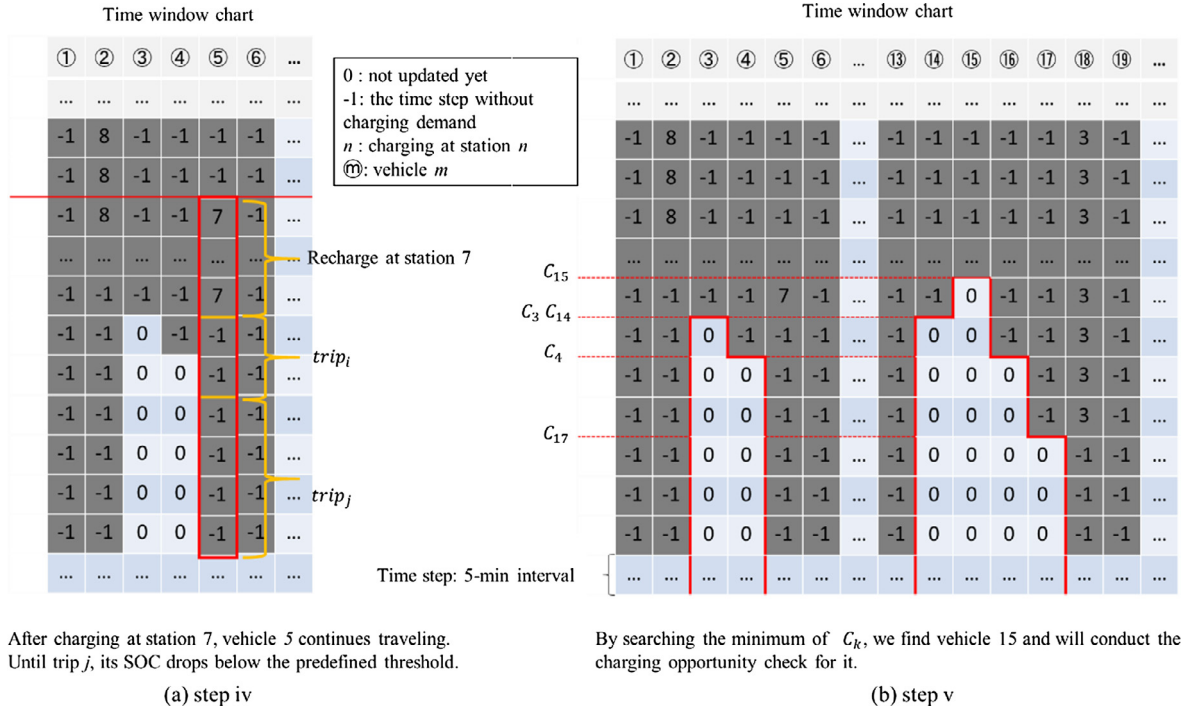 Time window chart
① ② ③ ④ ⑤ ⑥ ...
... ... ... ... ... ... ...
-1 8 -1 -1 -1 -1 ...
-1 8 -1 -1 -1 -1 ...
-1 8 -1 -1 7 -1 ...
... ... ... ... ... ... ...
-1 -1 -1 -1 7 -1
-1 -1 0 -1 -1 -1 ...
-1 -1 0 0 -1 -1 ...
-1 -1 0 0 -1 -1 ...
-1 -1 0 0 -1 -1 ...
-1 -1 0 0 -1 -1 ...
-1 -1 0 0 -1 -1 ...
... ... ... ... ... ... ...
Recharge at station 7
trip_i
trip_j
0 : not updated yet
-1: the time step without
charging demand
n : charging at station n
ⓜ: vehicle m
Time window chart
① ② ③ ④ ⑤ ⑥ ... ⑬ ⑭ ⑮ ⑯ ⑰ ⑱ ⑲ ...
... ... ... ... ... ... ... ... ... ... ... ... ... ... ...
-1 8 -1 -1 -1 -1 ... -1 -1 -1 -1 -1 3 -1 ...
-1 8 -1 -1 -1 -1 ... -1 -1 -1 -1 -1 3 -1 ...
-1 8 -1 -1 -1 -1 ... -1 -1 -1 -1 -1 3 -1 ...
... ... ... ... ... ... ... ... ... ... ... ... ... ... ...
C_15
-1 -1 -1 -1 7 -1 ... -1 -1 0 -1 -1 3 -1 ...
C_3 C_14
-1 -1 0 -1 -1 -1 ... -1 0 0 -1 -1 3 -1 ...
C_4
-1 -1 0 0 -1 -1 ... -1 0 0 0 -1 3 -1 ...
-1 -1 0 0 -1 -1 ... -1 0 0 0 -1 3 -1 ...
C_17
-1 -1 0 0 -1 -1 ... -1 0 0 0 0 -1 -1 ...
-1 -1 0 0 -1 -1 ... -1 0 0 0 0 -1 -1 ...
-1 -1 0 0 -1 -1 ... -1 0 0 0 0 -1 -1 ...
Time step: 5-min interval
... ... ... ... ... ... ... ... ... ... ... ... ... ... ...
After charging at station 7, vehicle 5 continues traveling.
Until trip j, its SOC drops below the predefined threshold.
(a) step iv
By searching the minimum of C_k, we find vehicle 15 and will conduct the
charging opportunity check for it.
(b) step v